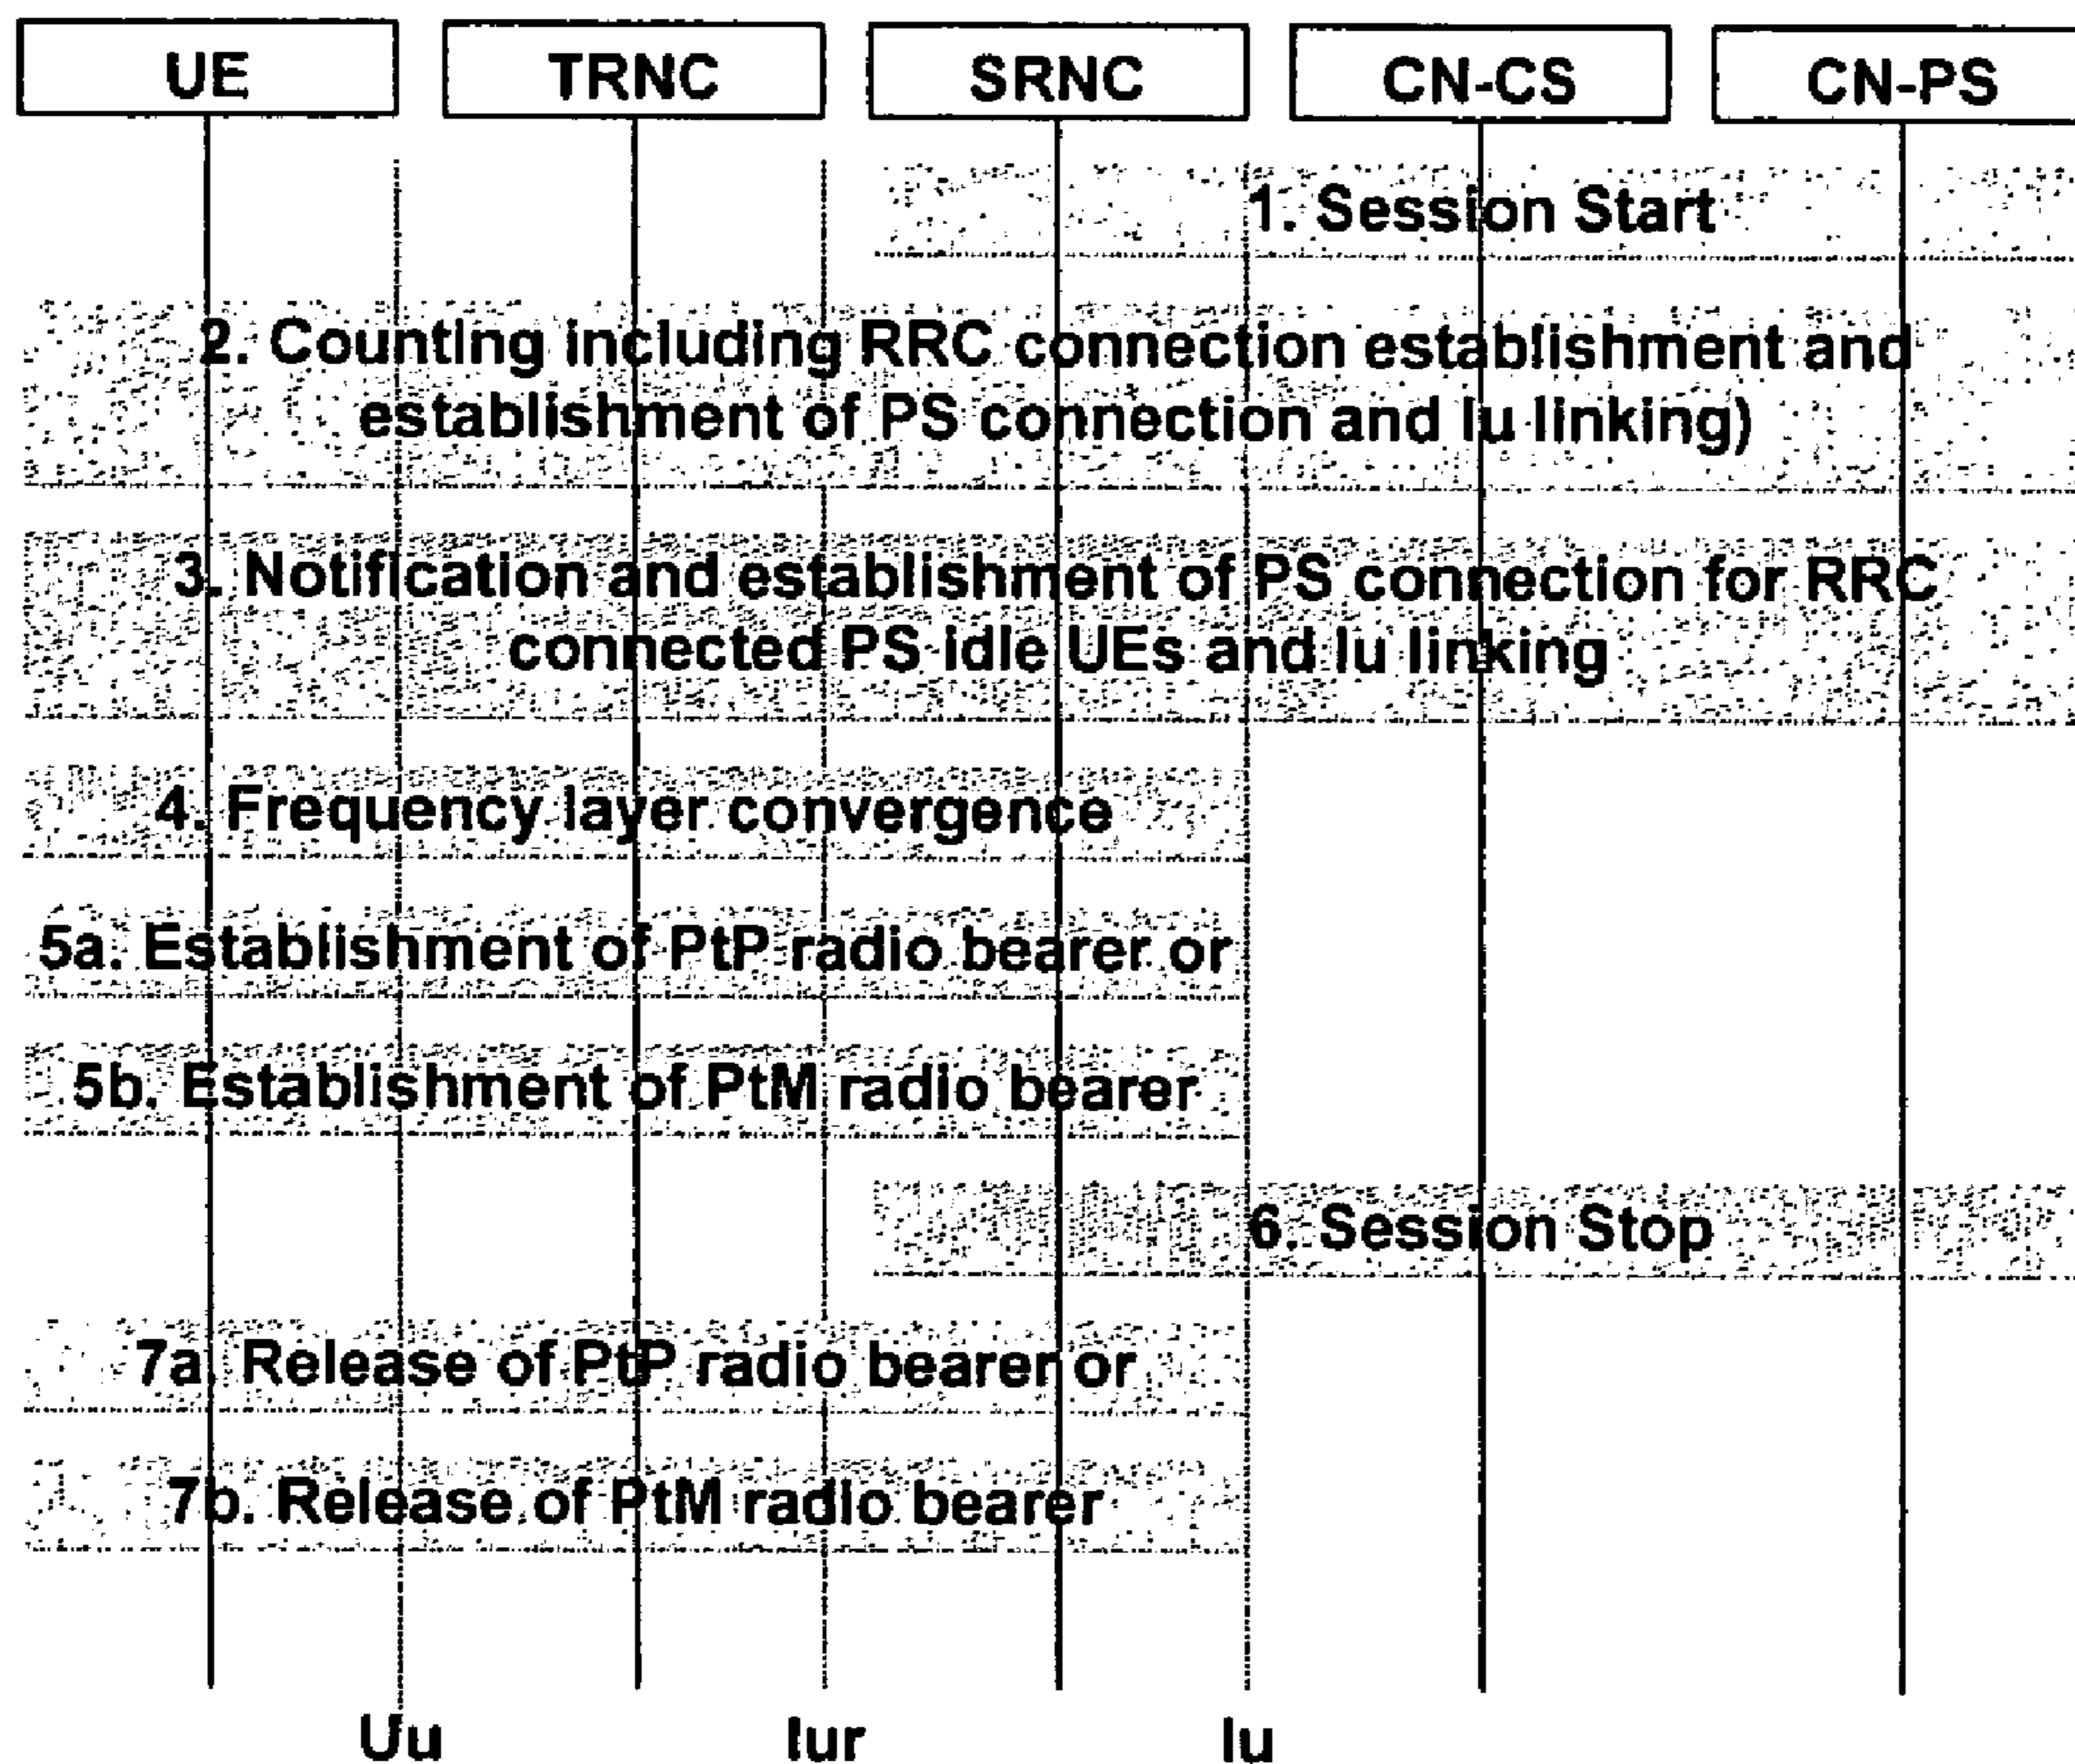 UE TRNC SRNC CN-CS CN-PS
1. Session Start
2. Counting including RRC connection establishment and
establishment of PS connection and Iu linking)
3. Notification and establishment of PS connection for RRC
connected PS idle UEs and Iu linking
4. Frequency layer convergence
5a. Establishment of PtP radio bearer or
5b. Establishment of PtM radio bearer
6. Session Stop
7a. Release of PtP radio bearer or
7b. Release of PtM radio bearer
Uu Iur Iu